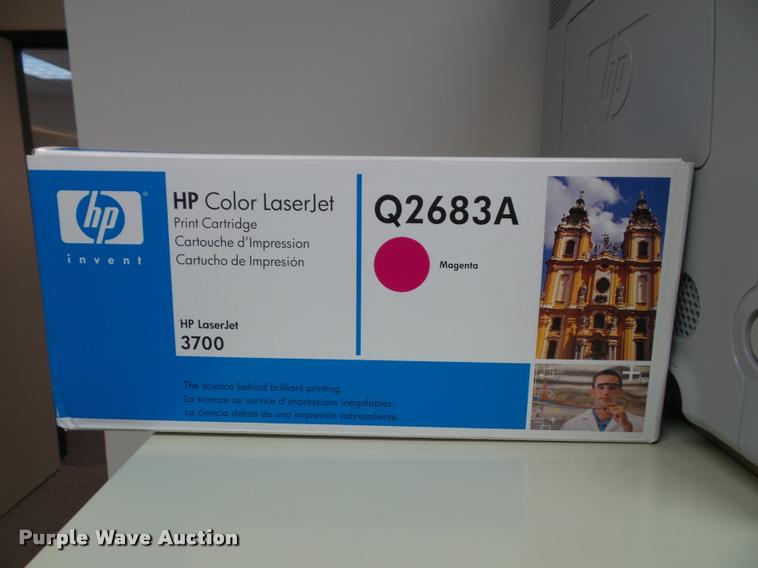 hp
hp
invent
HP Color LaserJet
Print Cartridge
Cartouche d'Impression
Cartucho de Impresión
HP LaserJet
3700
Q2683A
Magenta
The science behind brilliant printing.
La science au service d'impressions inégalables.
La ciencia detrás de una impresión sobresaliente.
Purple Wave Auction